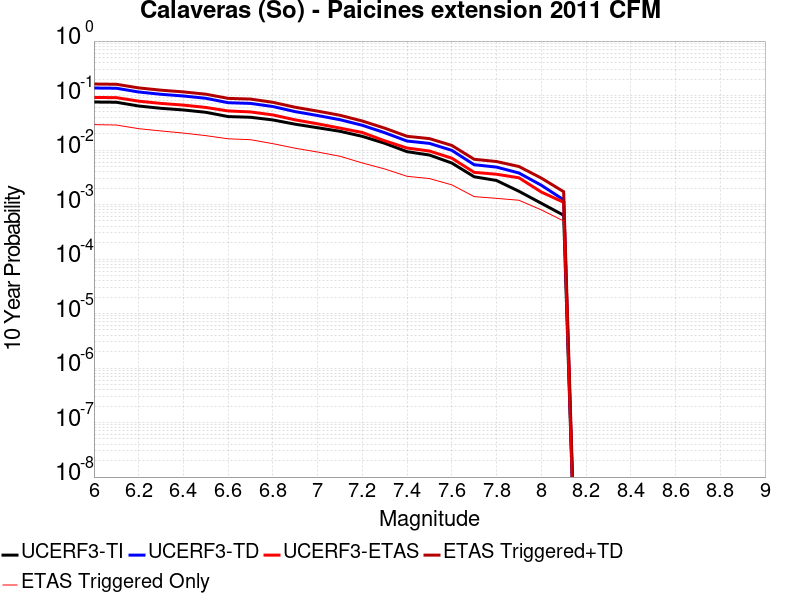 Calaveras (So) - Paicines extension 2011 CFM
10^0
10^-1
10^-2
10^-3
10^-4
10^-5
10^-6
10^-7
10^-8
10 Year Probability
6 6.2 6.4 6.6 6.8 7 7.2 7.4 7.6 7.8 8 8.2 8.4 8.6 8.8 9
Magnitude
UCERF3-TI UCERF3-TD UCERF3-ETAS ETAS Triggered+TD
ETAS Triggered Only